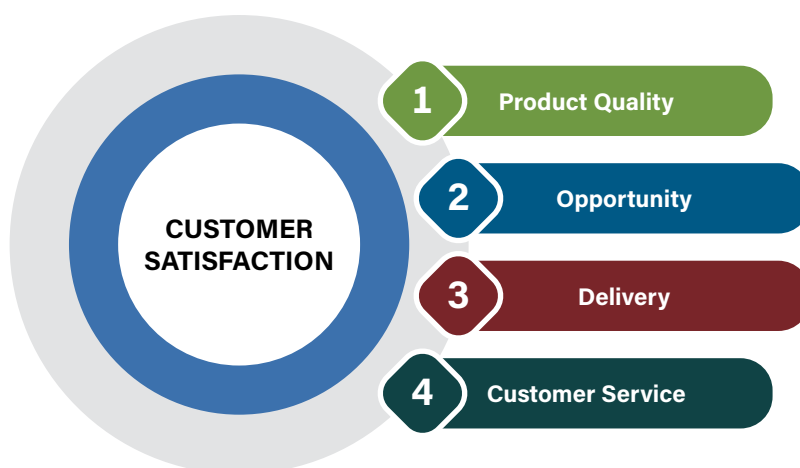 CUSTOMER
SATISFACTION
1 Product Quality
2 Opportunity
3 Delivery
4 Customer Service